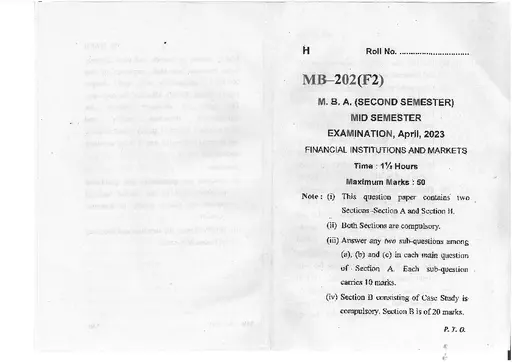 H Roll No. ..............................
MB–202(F2)
M. B. A. (SECOND SEMESTER)
MID SEMESTER
EXAMINATION, April, 2023
FINANCIAL INSTITUTIONS AND MARKETS
Time : 1½ Hours
Maximum Marks : 50
Note : (i) This question paper contains two
Sections–Section A and Section B.
(ii) Both Sections are compulsory.
(iii) Answer any two sub-questions among
(a), (b) and (c) in each main question
of Section A. Each sub-question
carries 10 marks.
(iv) Section B consisting of Case Study is
compulsory. Section B is of 20 marks.
P. T. O.